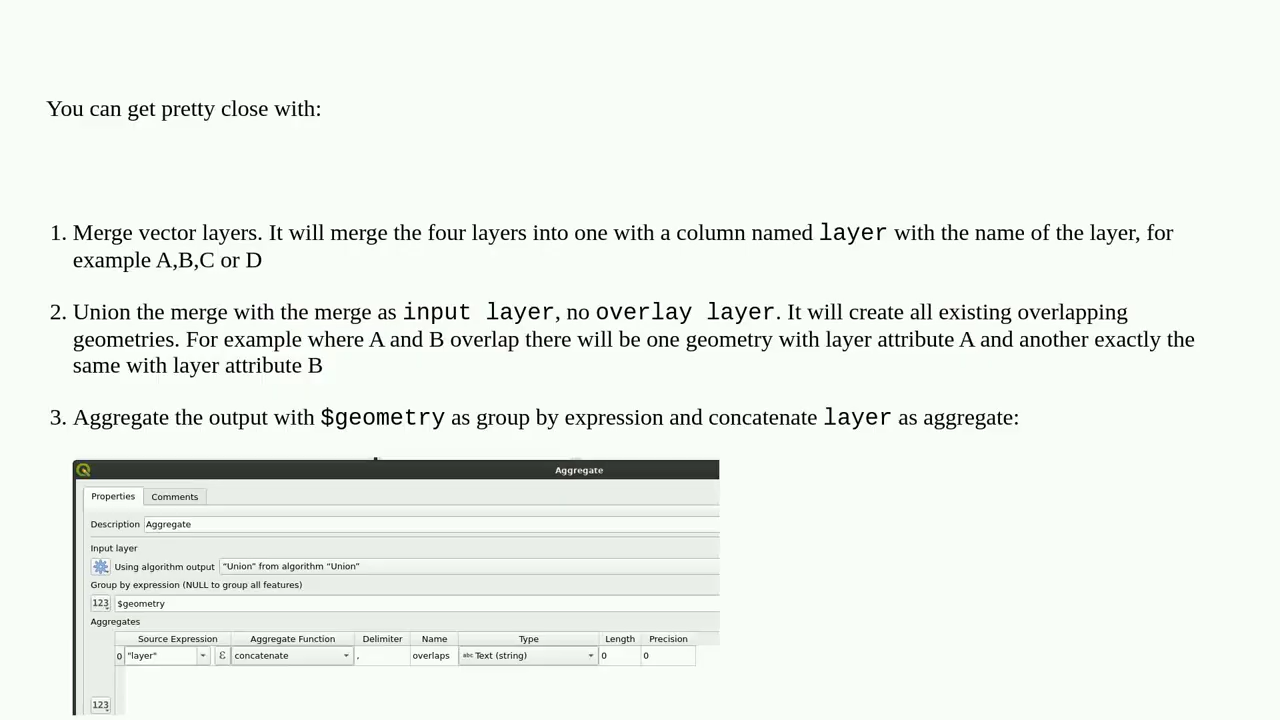 You can get pretty close with:
1. Merge vector layers. It will merge the four layers into one with a column named layer with the name of the layer, for
example A,B,C or D
2. Union the merge with the merge as input layer, no overlay layer. It will create all existing overlapping
geometries. For example where A and B overlap there will be one geometry with layer attribute A and another exactly the
same with layer attribute B
3. Aggregate the output with $geometry as group by expression and concatenate layer as aggregate:
Aggregate
Properties Comments
Description Aggregate
Input layer
Using algorithm output "Union" from algorithm "Union"
Group by expression (NULL to group all features)
123 $geometry
Aggregates
Source Expression Aggregate Function Delimiter Name Type Length Precision
0 "layer" ε concatenate , overlaps abc Text (string) 0 0
123